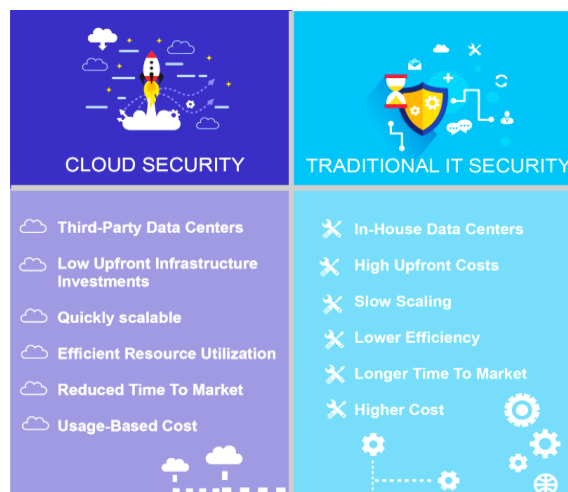 CLOUD SECURITY
Third-Party Data Centers
Low Upfront Infrastructure
Investments
Quickly scalable
Efficient Resource Utilization
Reduced Time To Market
Usage-Based Cost
TRADITIONAL IT SECURITY
In-House Data Centers
High Upfront Costs
Slow Scaling
Lower Efficiency
Longer Time To Market
Higher Cost